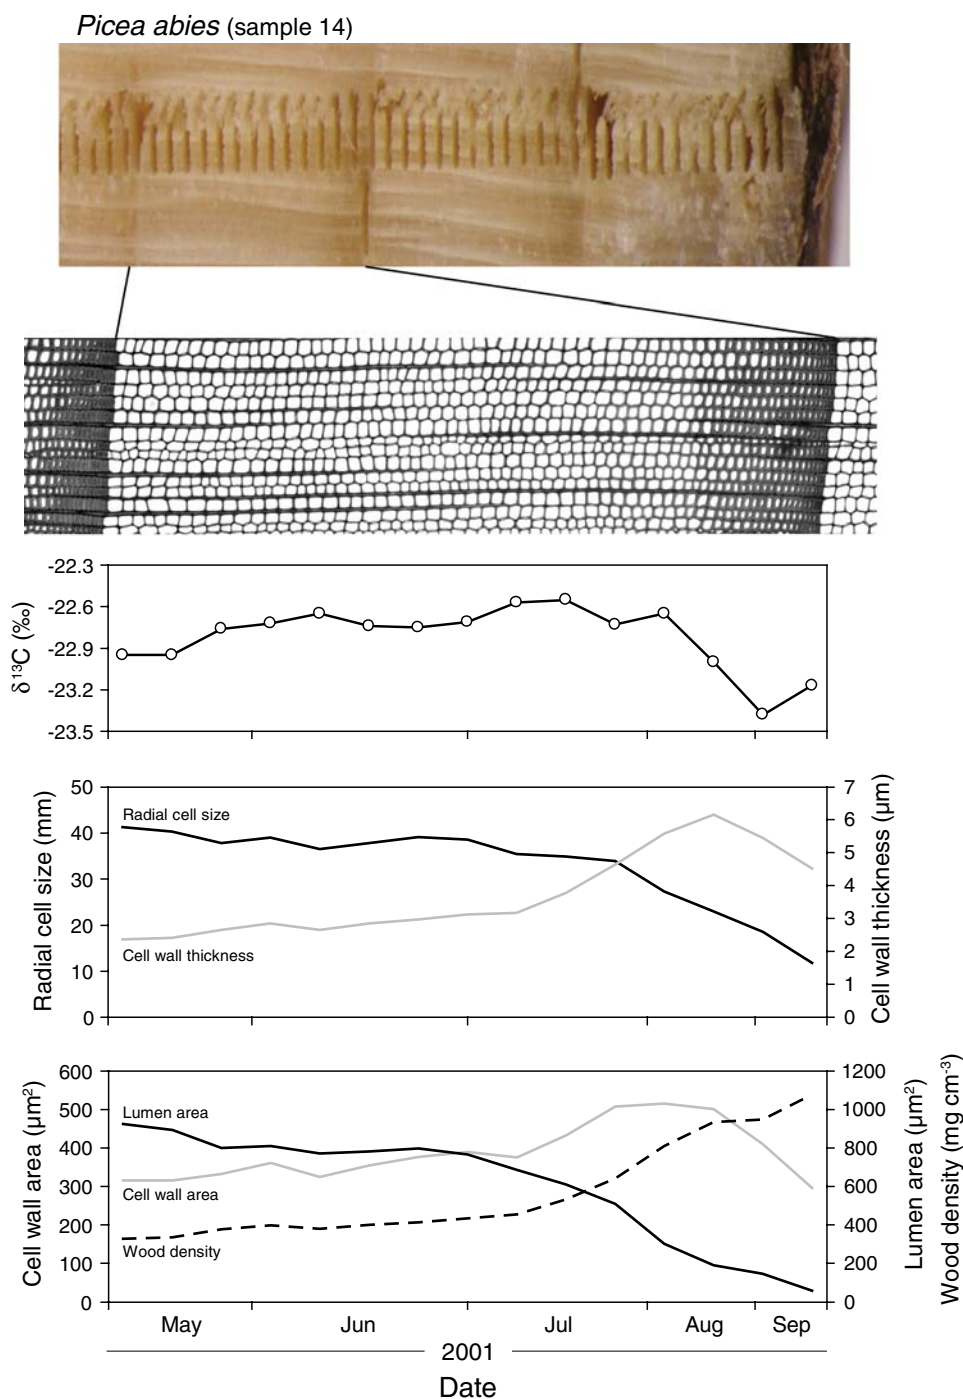 Picea abies (sample 14)
δ¹³C (‰)
-22.3
-22.6
-22.9
-23.2
-23.5
Radial cell size (mm)
50
40
30
20
10
0
Radial cell size
Cell wall thickness
7
6
5
4
3
2
1
0
Cell wall thickness (µm)
Cell wall area (µm²)
600
500
400
300
200
100
0
Lumen area
Cell wall area
Wood density
1200
1000
800
600
400
200
0
Lumen area (µm²)
Wood density (mg cm⁻³)
May Jun Jul Aug Sep
2001
Date